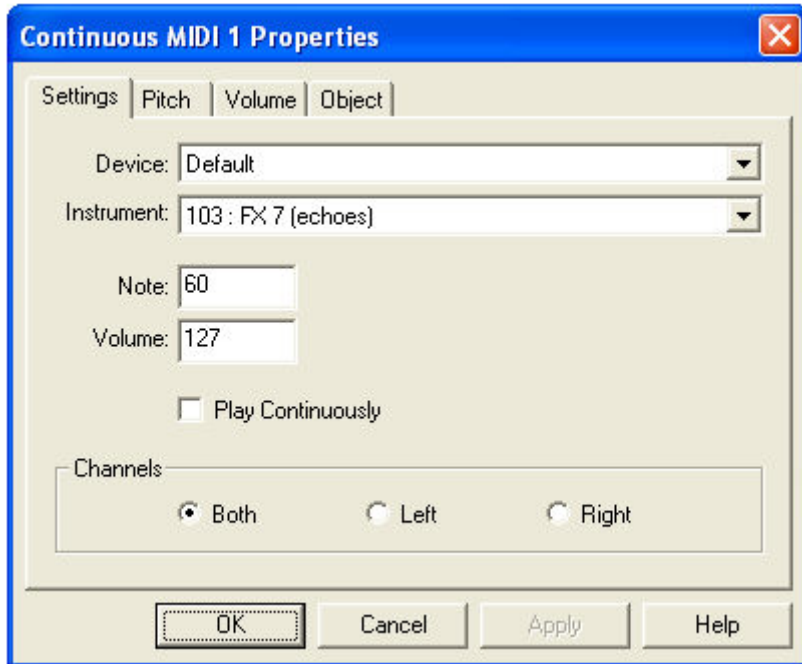 Continuous MIDI 1 Properties
Settings Pitch Volume Object
Device: Default
Instrument: 103 : FX 7 (echoes)
Note: 60
Volume: 127
Play Continuously
Channels
Both Left Right
OK Cancel Apply Help